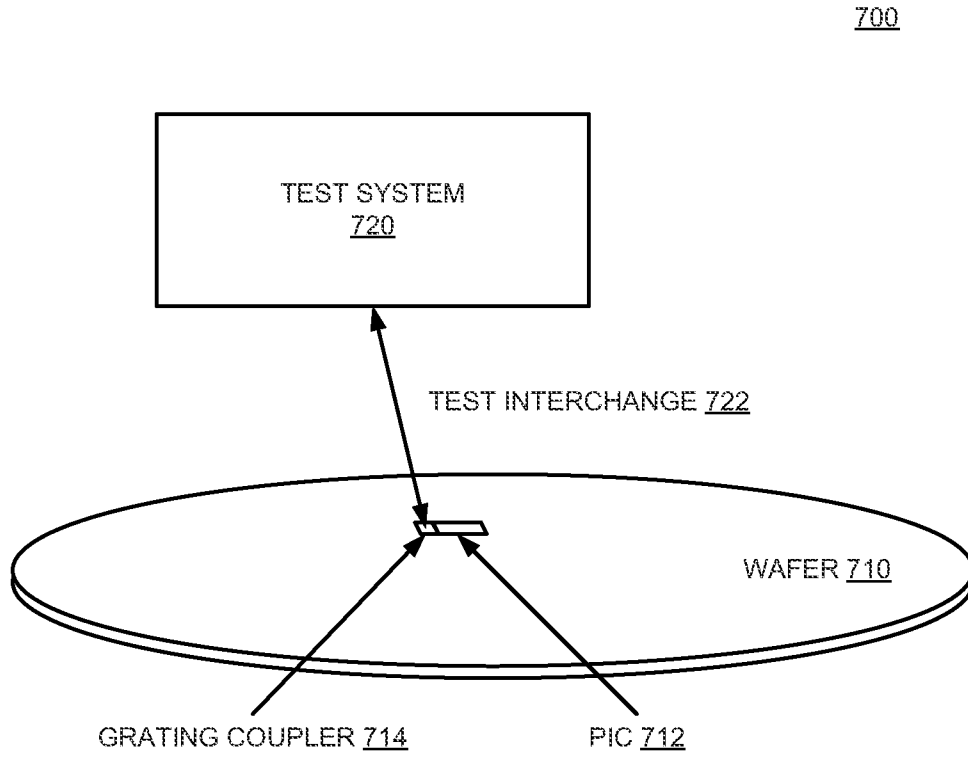 700
TEST SYSTEM
720
TEST INTERCHANGE 722
WAFER 710
GRATING COUPLER 714
PIC 712